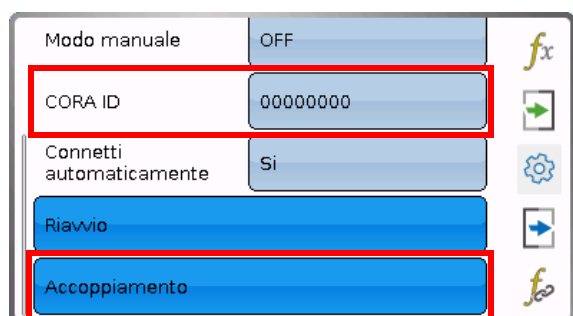 Modo manuale OFF
CORA ID 00000000
Connetti
automaticamente Si
Riavvio
Accoppiamento